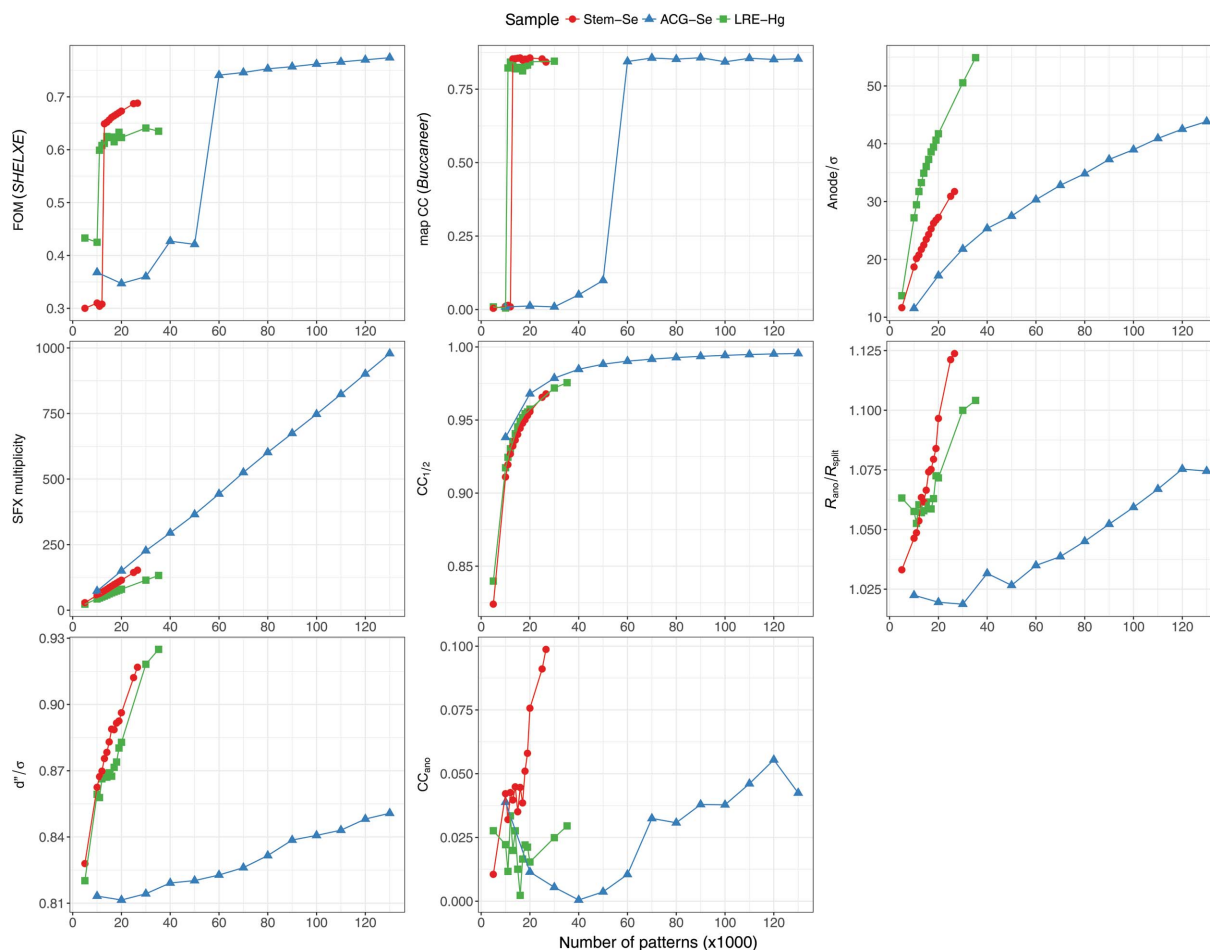 Sample Stem−Se ACG−Se LRE−Hg
FOM (SHELXE)
0.7
0.6
0.5
0.4
0.3
0 20 40 60 80 100 120
map CC (Buccaneer)
0.75
0.50
0.25
0.00
0 20 40 60 80 100 120
Anode/σ
50
40
30
20
10
0 20 40 60 80 100 120
SFX multiplicity
1000
750
500
250
0
0 20 40 60 80 100 120
CC1/2
1.00
0.95
0.90
0.85
0 20 40 60 80 100 120
Rano/Rsplit
1.125
1.100
1.075
1.050
1.025
0 20 40 60 80 100 120
d"/σ
0.93
0.90
0.87
0.84
0.81
0 20 40 60 80 100 120
CCano
0.100
0.075
0.050
0.025
0.000
0 20 40 60 80 100 120
Number of patterns (x1000)